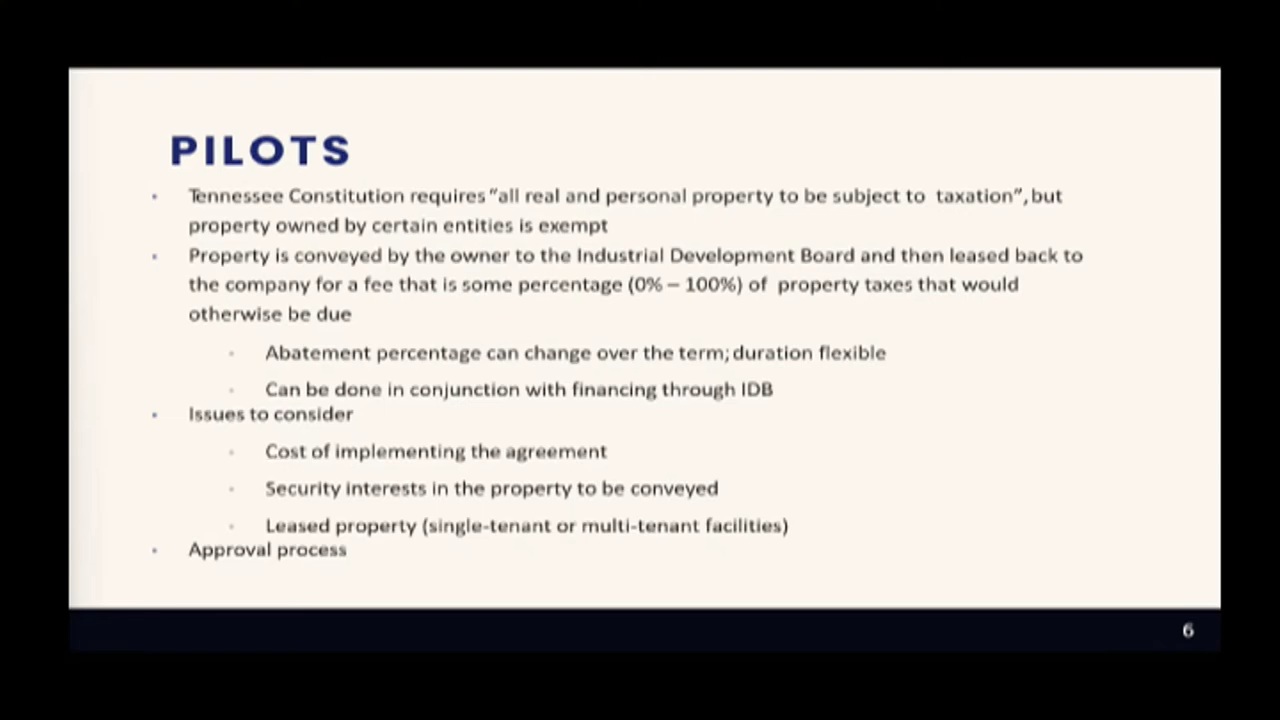 PILOTS
Tennessee Constitution requires "all real and personal property to be subject to taxation", but
property owned by certain entities is exempt
Property is conveyed by the owner to the Industrial Development Board and then leased back to
the company for a fee that is some percentage (0% – 100%) of property taxes that would
otherwise be due
Abatement percentage can change over the term; duration flexible
Can be done in conjunction with financing through IDB
Issues to consider
Cost of implementing the agreement
Security interests in the property to be conveyed
Leased property (single-tenant or multi-tenant facilities)
Approval process
6